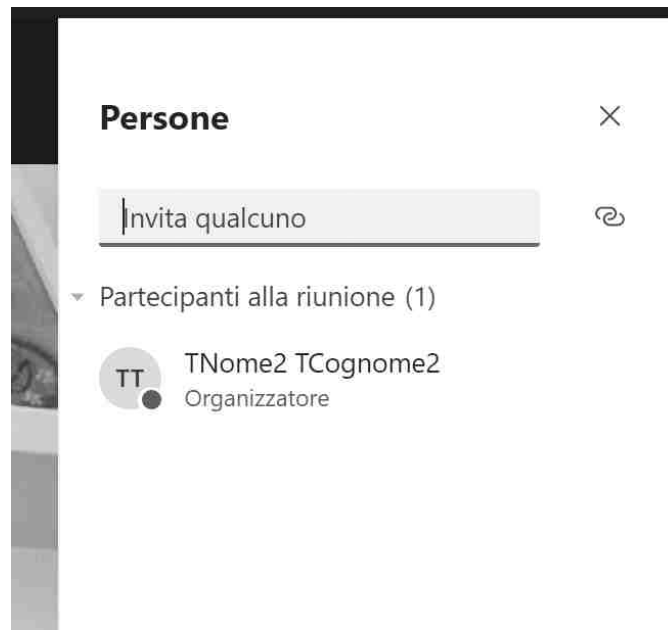 Persone
Invita qualcuno
Partecipanti alla riunione (1)
TT
TNome2 TCognome2
Organizzatore